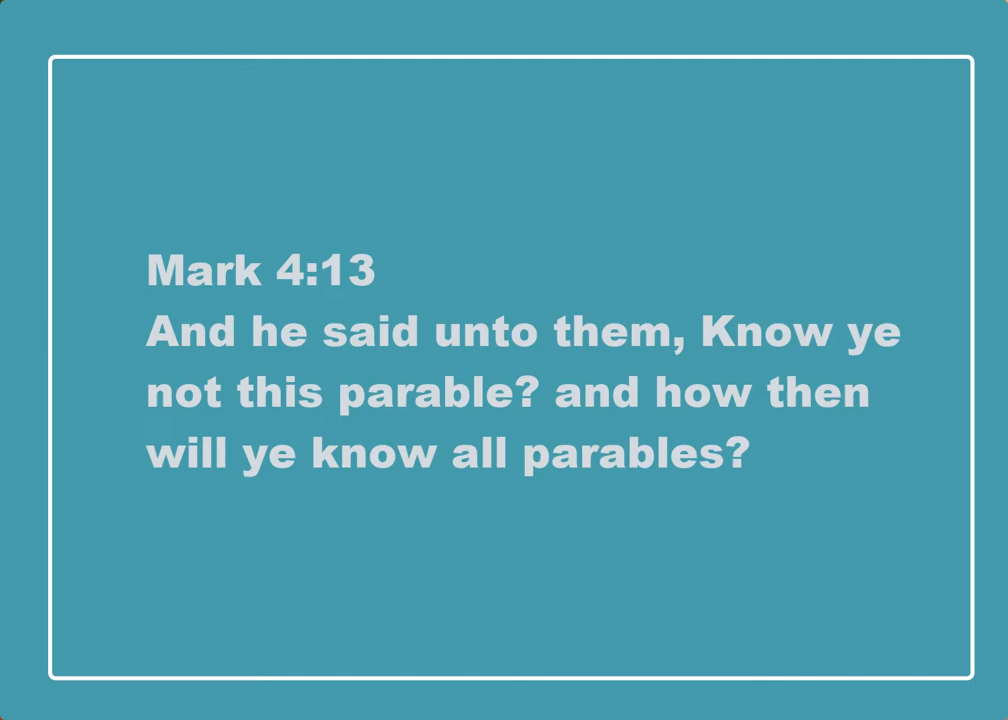 Mark 4:13
And he said unto them, Know ye
not this parable? and how then
will ye know all parables?